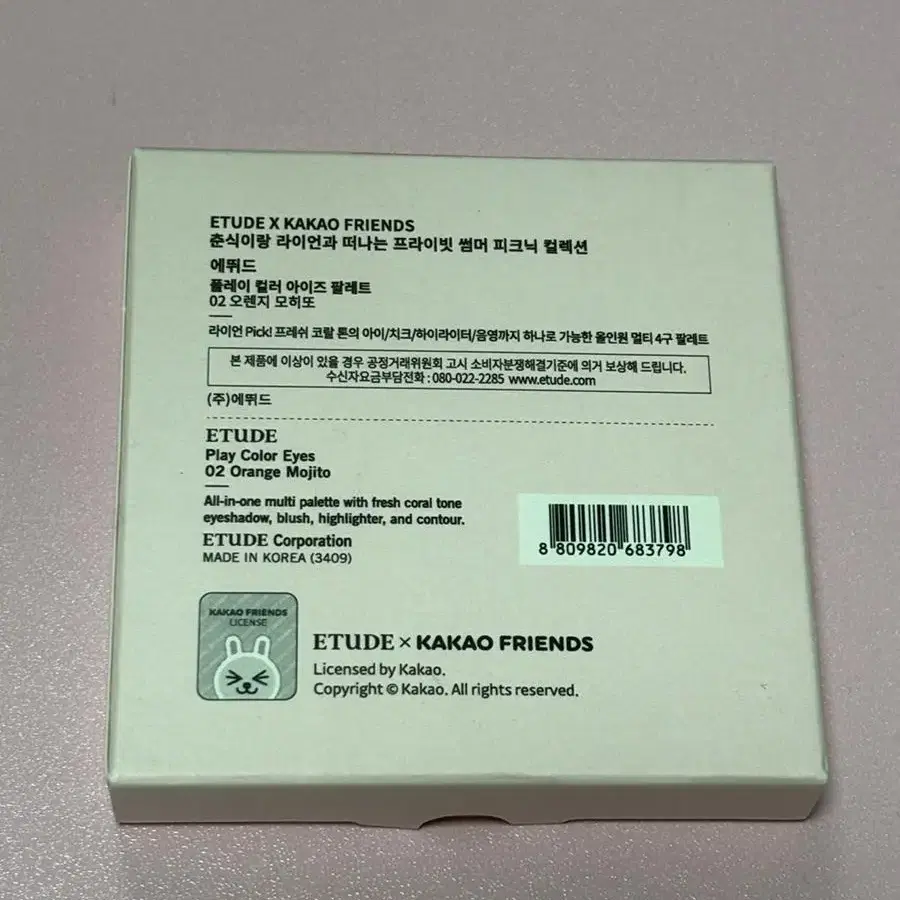 ETUDE X KAKAO FRIENDS
춘식이랑 라이언과 떠나는 프라이빗 썸머 피크닉 컬렉션
에뛰드
플레이 컬러 아이즈 팔레트
02 오렌지 모히또
라이언 Pick! 프레쉬 코랄 톤의 아이/치크/하이라이터/음영까지 하나로 가능한 올인원 멀티 4구 팔레트
본 제품에 이상이 있을 경우 공정거래위원회 고시 소비자분쟁해결기준에 의거 보상해 드립니다.
수신자요금부담전화 : 080-022-2285 www.etude.com
(주)에뛰드
ETUDE
Play Color Eyes
02 Orange Mojito
All-in-one multi palette with fresh coral tone
eyeshadow, blush, highlighter, and contour.
ETUDE Corporation
MADE IN KOREA (3409)
8 809820 683798
KAKAO FRIENDS
LICENSE
ETUDE × KAKAO FRIENDS
Licensed by Kakao.
Copyright © Kakao. All rights reserved.